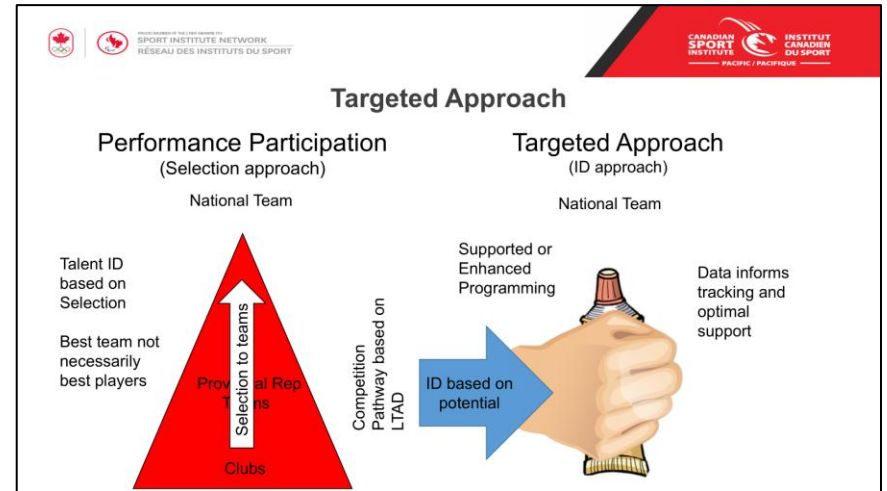 SPORT INSTITUTE NETWORK
RÉSEAU DES INSTITUTS DU SPORT
CANADIAN
SPORT
INSTITUTE
INSTITUT
CANADIEN
DU SPORT
PACIFIC / PACIFIQUE
Targeted Approach
Performance Participation
(Selection approach)
National Team
Talent ID
based on
Selection
Best team not
necessarily
best players
Selection to teams
Provincial Rep
Teams
Clubs
Competition
Pathway based on
LTAD
Targeted Approach
(ID approach)
National Team
Supported or
Enhanced
Programming
ID based on
potential
Data informs
tracking and
optimal
support